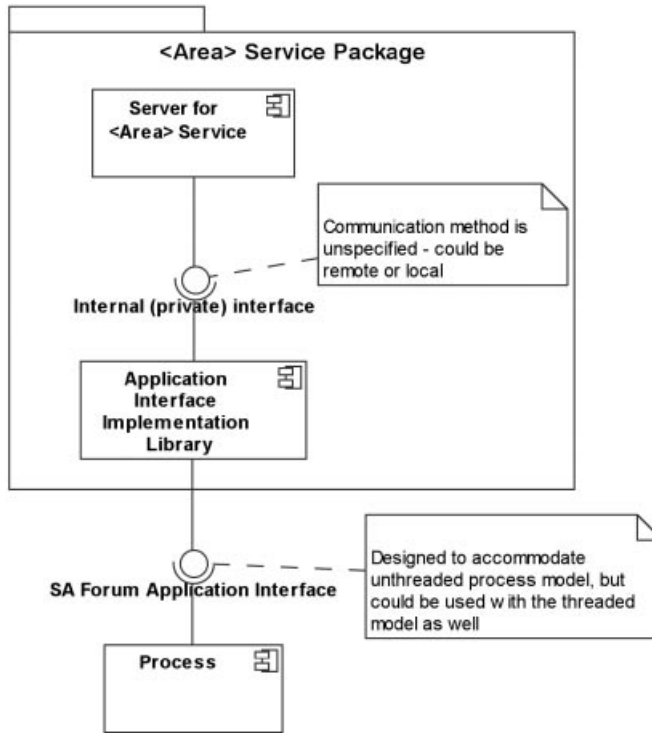 <Area> Service Package
Server for
<Area> Service
Communication method is
unspecified - could be
remote or local
Internal (private) interface
Application
Interface
Implementation
Library
Designed to accommodate
unthreaded process model, but
could be used with the threaded
model as well
SA Forum Application Interface
Process